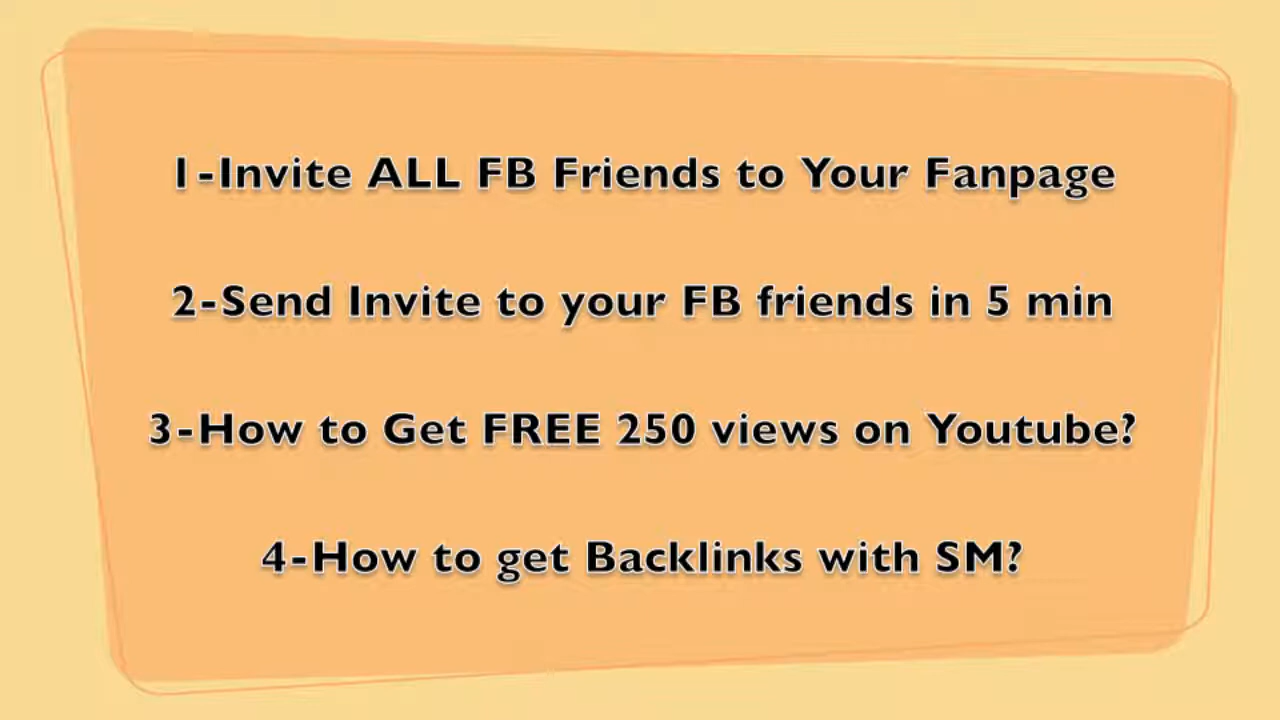 1-Invite ALL FB Friends to Your Fanpage
2-Send Invite to your FB friends in 5 min
3-How to Get FREE 250 views on Youtube?
4-How to get Backlinks with SM?